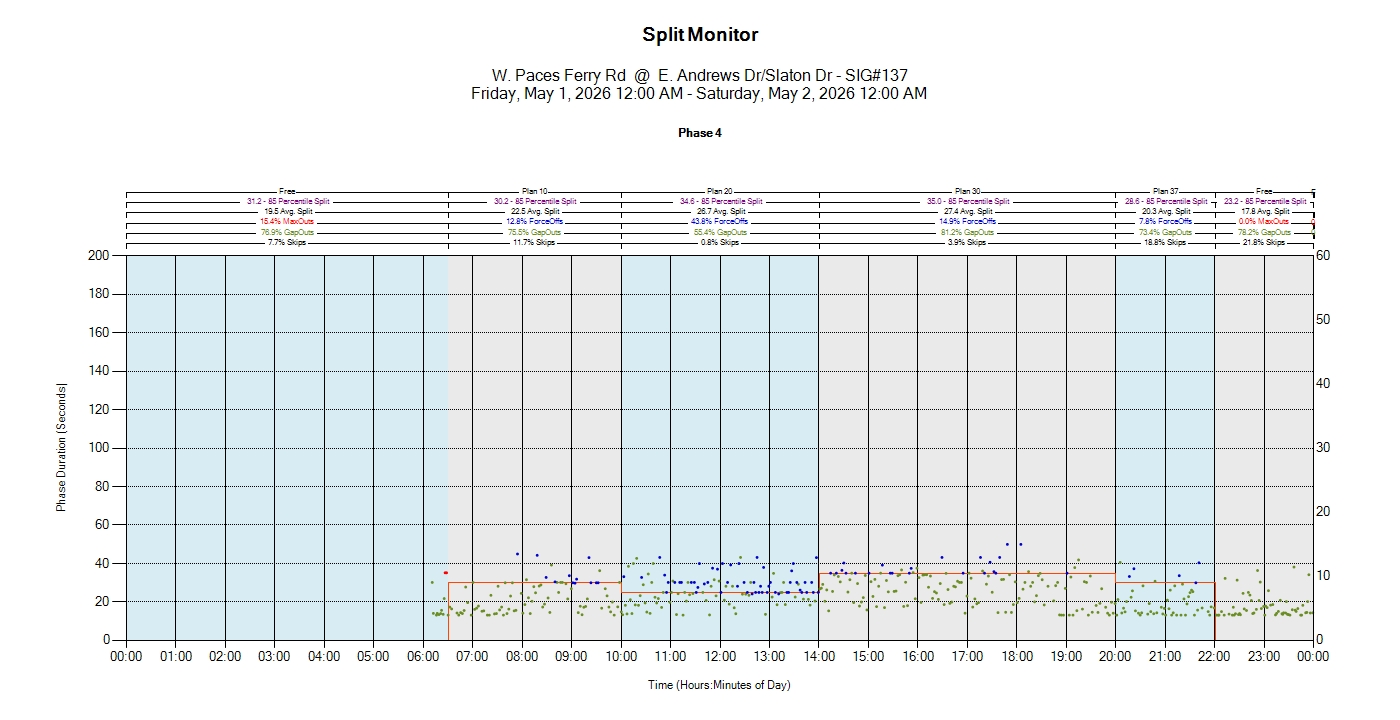 Split Monitor
W. Paces Ferry Rd @ E. Andrews Dr/Slaton Dr - SIG#137
Friday, May 1, 2026 12:00 AM - Saturday, May 2, 2026 12:00 AM
Phase 4
Free Plan 10 Plan 20 Plan 30 Plan 37 Free
31.2 - 85 Percentile Split 30.2 - 85 Percentile Split 34.6 - 85 Percentile Split 35.0 - 85 Percentile Split 28.6 - 85 Percentile Split 23.2 - 85 Percentile Split
19.5 Avg. Split 22.5 Avg. Split 26.7 Avg. Split 27.4 Avg. Split 20.3 Avg. Split 17.8 Avg. Split
15.4% MaxOuts 12.8% ForceOffs 43.8% ForceOffs 14.9% ForceOffs 7.8% ForceOffs 0.0% MaxOuts
76.9% GapOuts 75.5% GapOuts 55.4% GapOuts 81.2% GapOuts 73.4% GapOuts 78.2% GapOuts
7.7% Skips 11.7% Skips 0.8% Skips 3.9% Skips 18.8% Skips 21.8% Skips
200 60
180
50
160
140
40
120
100 30
80
20
60
40
10
20
0 0
00:00 01:00 02:00 03:00 04:00 05:00 06:00 07:00 08:00 09:00 10:00 11:00 12:00 13:00 14:00 15:00 16:00 17:00 18:00 19:00 20:00 21:00 22:00 23:00 00:00
Phase Duration (Seconds)
Time (Hours:Minutes of Day)